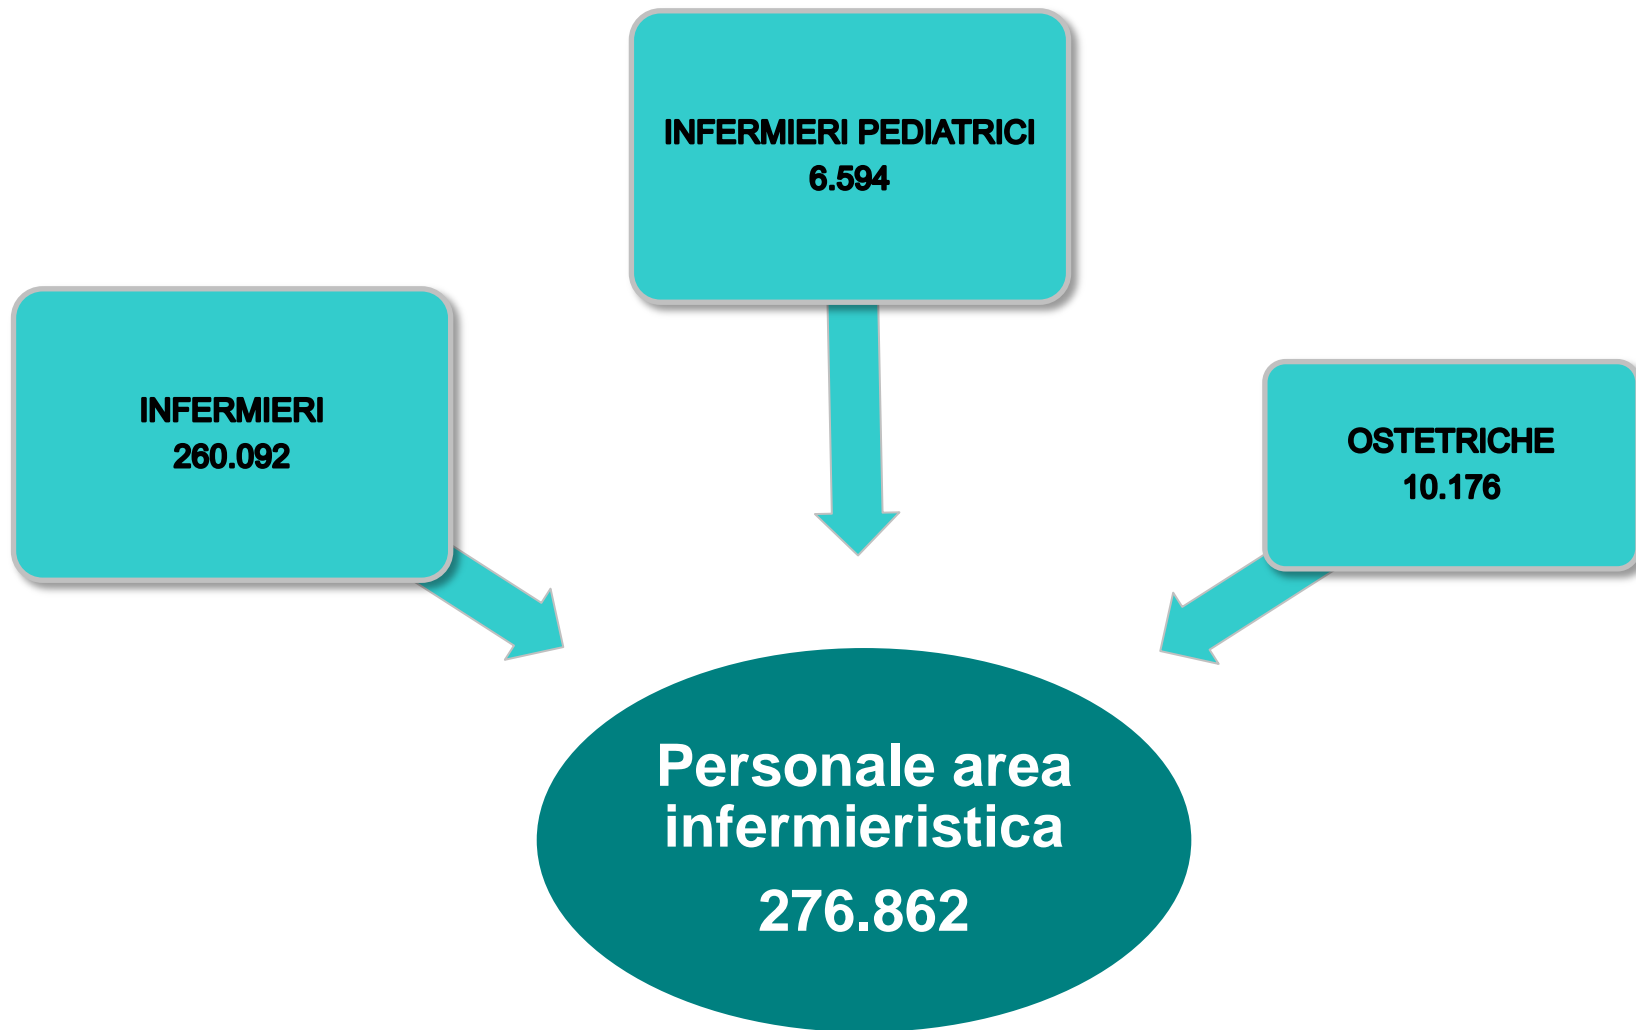 INFERMIERI PEDIATRICI
6.594
INFERMIERI
260.092
OSTETRICHE
10.176
Personale area
infermieristica
276.862